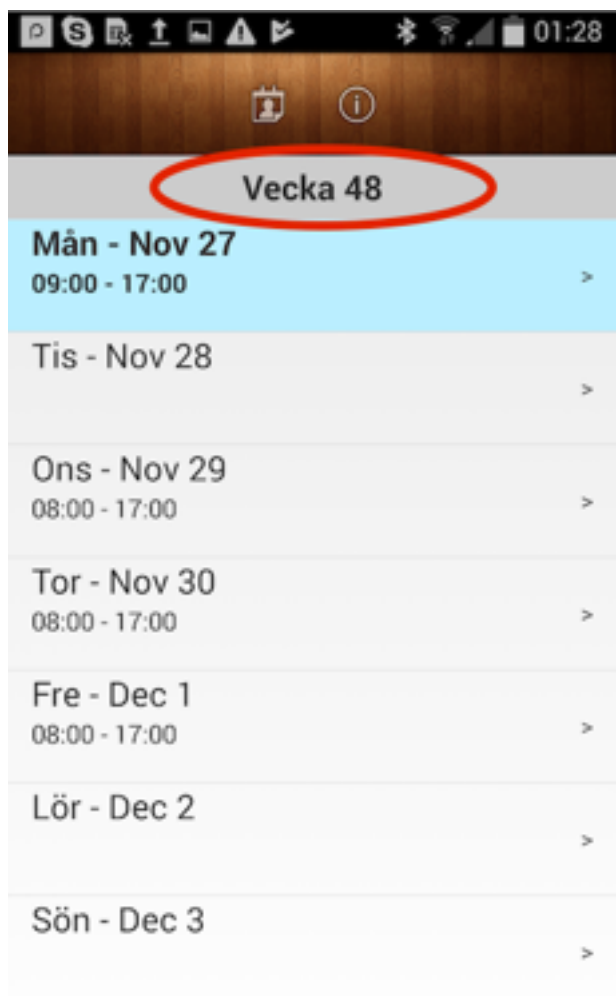 01:28
Vecka 48
Mån - Nov 27
09:00 - 17:00
>
Tis - Nov 28
>
Ons - Nov 29
08:00 - 17:00
>
Tor - Nov 30
08:00 - 17:00
>
Fre - Dec 1
08:00 - 17:00
>
Lör - Dec 2
>
Sön - Dec 3
>